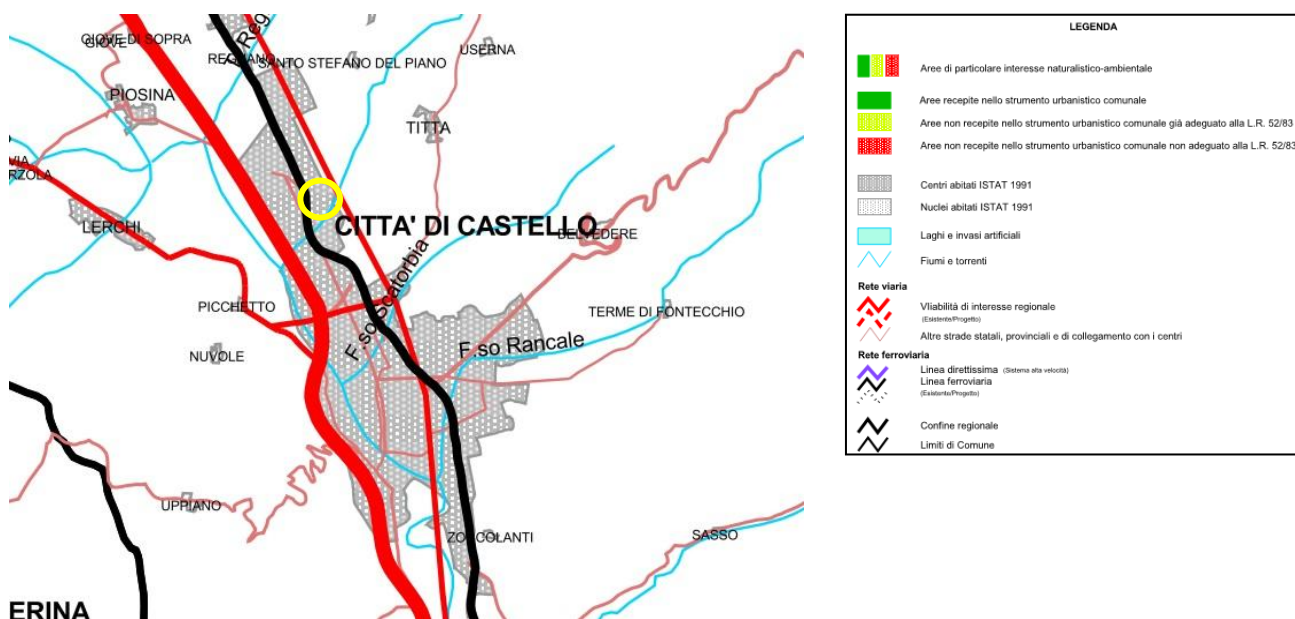 GIOVE DI SOPRA
GIOVE
REGNANO
F. Reg
SANTO STEFANO DEL PIANO
USERNA
PIOSINA
TITTA
VIA
RZOLA
LERCHI
CITTA' DI CASTELLO
BELVEDERE
PICCHETTO
F.so Scatorbia
TERME DI FONTECCHIO
NUVOLE
F.so Rancale
UPPIANO
ZOCCOLANTI
SASSO
ERINA
LEGENDA
Aree di particolare interesse naturalistico-ambientale
Aree recepite nello strumento urbanistico comunale
Aree non recepite nello strumento urbanistico comunale già adeguato alla L.R. 52/83
Aree non recepite nello strumento urbanistico comunale non adeguato alla L.R. 52/83
Centri abitati ISTAT 1991
Nuclei abitati ISTAT 1991
Laghi e invasi artificiali
Fiumi e torrenti
Rete viaria
VIiabilità di interesse regionale
(Esistente/Progetto)
Altre strade statali, provinciali e di collegamento con i centri
Rete ferroviaria
Linea direttissima (Sistema alta velocità)
Linea ferroviaria
(Esistente/Progetto)
Confine regionale
Limiti di Comune